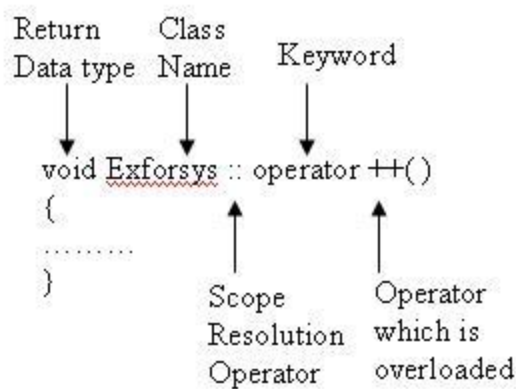 Return Class
Data type Name Keyword
void Exforsys :: operator ++()
{
.........
}
Scope Operator
Resolution which is
Operator overloaded